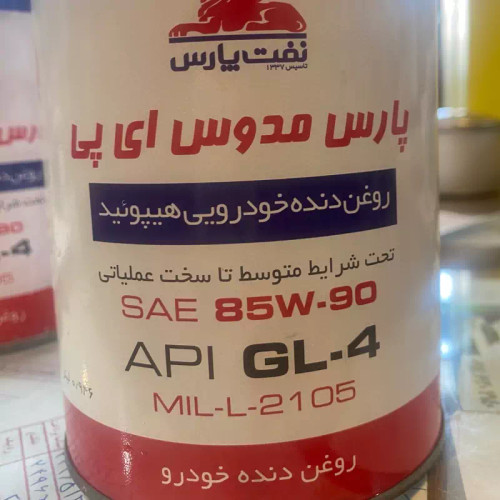 نفت پارس
تاسیس ۱۳۳۷
پارس مدوس ای پی
روغن دنده خودرویی هیپوئید
تحت شرایط متوسط تا سخت عملیاتی
SAE 85W-90
API GL-4
MIL-L-2105
روغن دنده خودرو